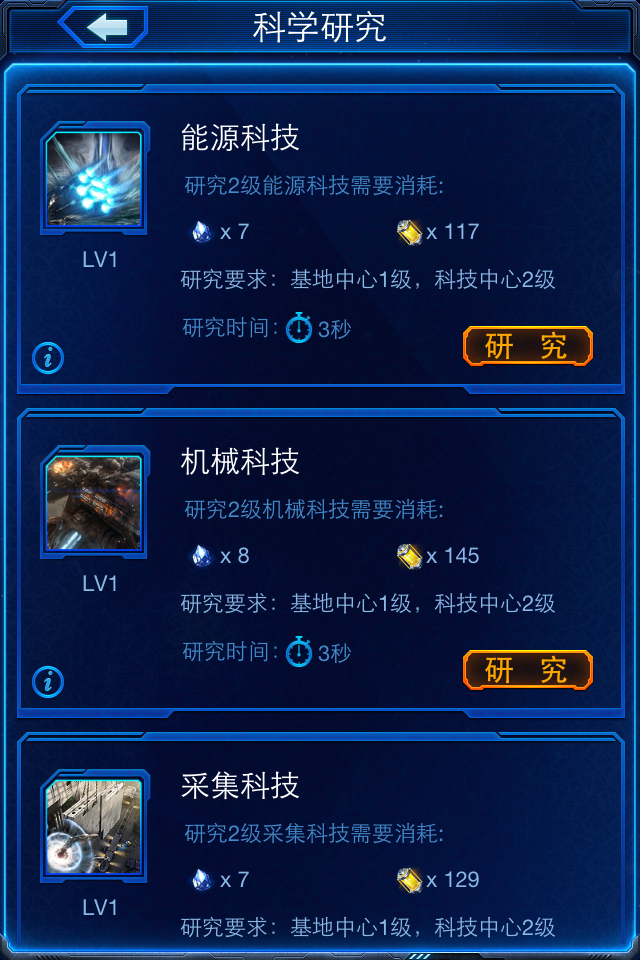 科学研究
能源科技
研究2级能源科技需要消耗:
x 7
x 117
LV1
研究要求：基地中心1级，科技中心2级
研究时间：3秒
研 究
机械科技
研究2级机械科技需要消耗:
x 8
x 145
LV1
研究要求：基地中心1级，科技中心2级
研究时间：3秒
研 究
采集科技
研究2级采集科技需要消耗:
x 7
x 129
LV1
研究要求：基地中心1级，科技中心2级